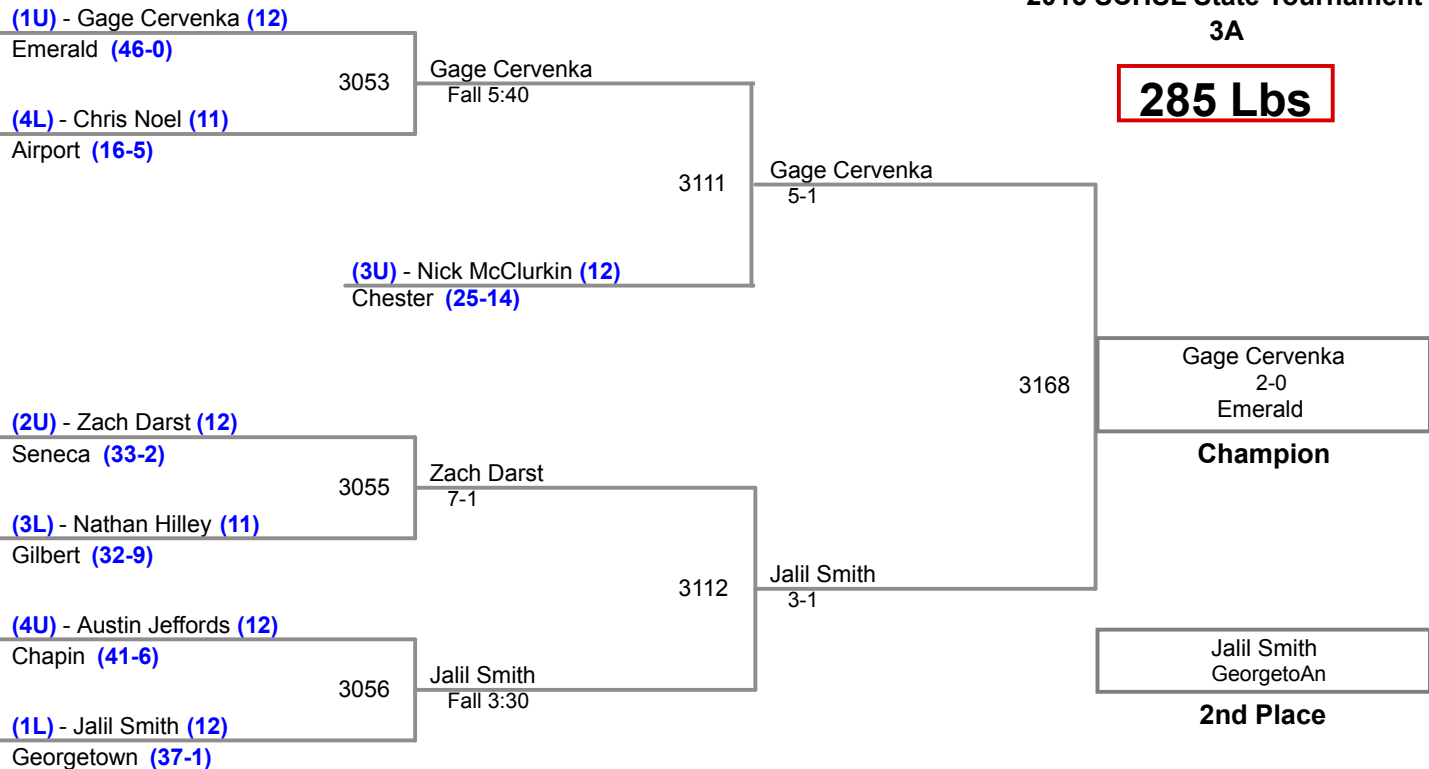 2015 SCHSL State Tournament
3A
285 Lbs
(1U) - Gage Cervenka (12)
Emerald (46-0)
3053
Gage Cervenka
Fall 5:40
(4L) - Chris Noel (11)
Airport (16-5)
3111
Gage Cervenka
5-1
(3U) - Nick McClurkin (12)
Chester (25-14)
3168
Gage Cervenka
2-0
Emerald
Champion
(2U) - Zach Darst (12)
Seneca (33-2)
3055
Zach Darst
7-1
(3L) - Nathan Hilley (11)
Gilbert (32-9)
3112
Jalil Smith
3-1
(4U) - Austin Jeffords (12)
Chapin (41-6)
3056
Jalil Smith
Fall 3:30
(1L) - Jalil Smith (12)
Georgetown (37-1)
Jalil Smith
GeorgetoAn
2nd Place